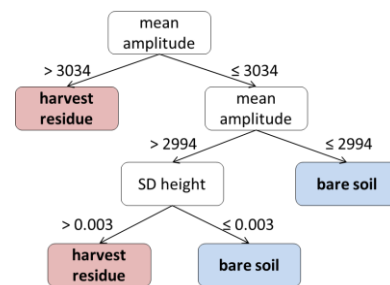 mean
amplitude
> 3034
≤ 3034
harvest
residue
mean
amplitude
> 2994
≤ 2994
SD height
bare soil
> 0.003
≤ 0.003
harvest
residue
bare soil